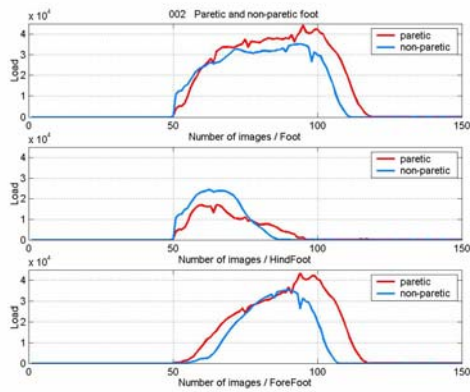 002 Paretic and non-paretic foot
x 10⁴
5
4
3
2
1
0
Load
paretic
non-paretic
0 50 100 150
Number of images / Foot
x 10⁴
5
4
3
2
1
0
Load
paretic
non-paretic
0 50 100 150
Number of images / HindFoot
x 10⁴
5
4
3
2
1
0
Load
paretic
non-paretic
0 50 100 150
Number of images / ForeFoot